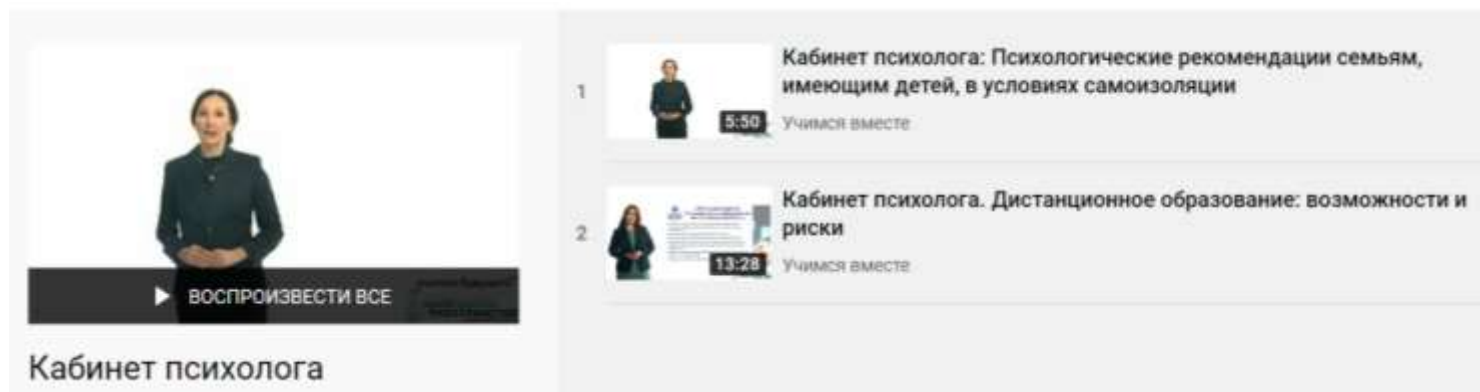 ВОСПРОИЗВЕСТИ ВСЕ
Кабинет психолога
1
5:50
Кабинет психолога: Психологические рекомендации семьям,
имеющим детей, в условиях самоизоляции
Учимся вместе
2
13:28
Кабинет психолога. Дистанционное образование: возможности и
риски
Учимся вместе